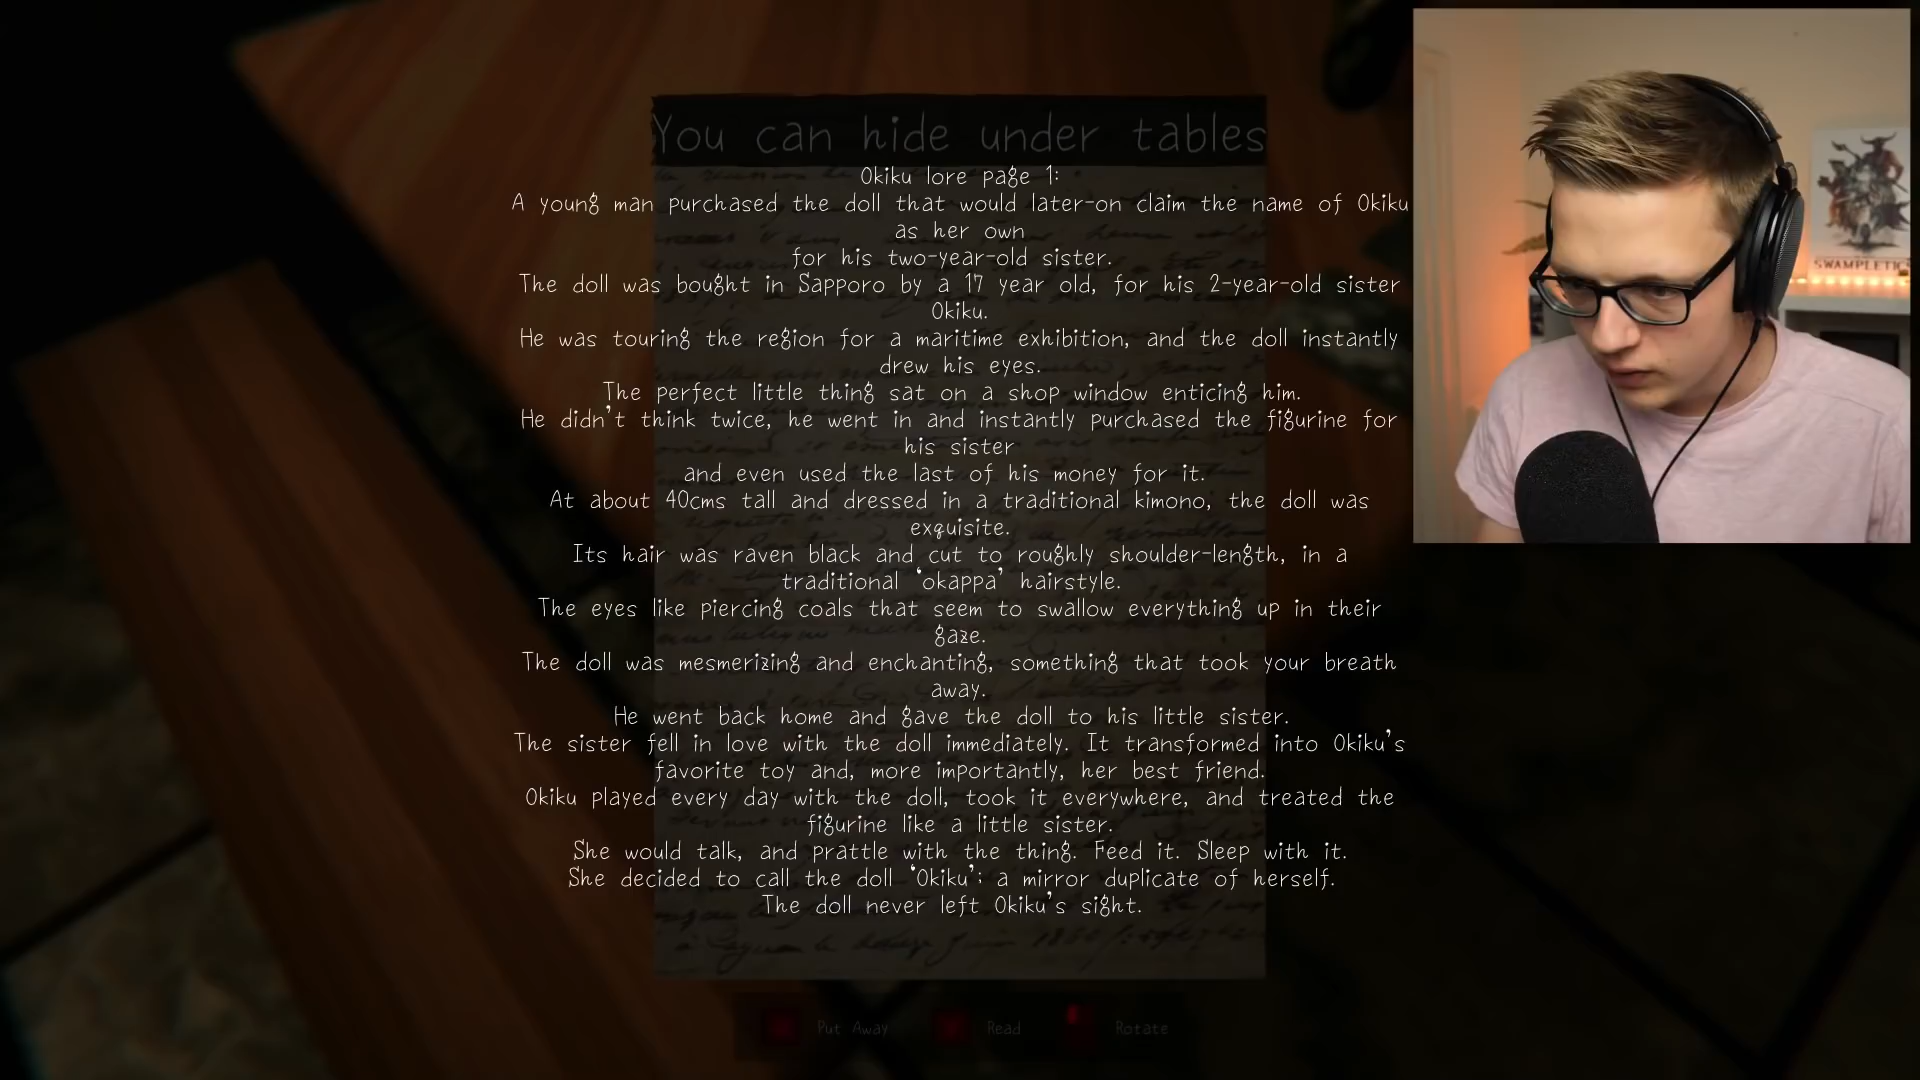 You can hide under tables
Okiku lore page 1:
A young man purchased the doll that would later-on claim the name of Okiku
as her own
for his two-year-old sister.
The doll was bought in Sapporo by a 17 year old, for his 2-year-old sister
Okiku.
He was touring the region for a maritime exhibition, and the doll instantly
drew his eyes.
The perfect little thing sat on a shop window enticing him.
He didn't think twice, he went in and instantly purchased the figurine for
his sister
and even used the last of his money for it.
At about 40cms tall and dressed in a traditional kimono, the doll was
exquisite.
Its hair was raven black and cut to roughly shoulder-length, in a
traditional 'okappa' hairstyle.
The eyes like piercing coals that seem to swallow everything up in their
gaze.
The doll was mesmerizing and enchanting, something that took your breath
away.
He went back home and gave the doll to his little sister.
The sister fell in love with the doll immediately. It transformed into Okiku's
favorite toy and, more importantly, her best friend.
Okiku played every day with the doll, took it everywhere, and treated the
figurine like a little sister.
She would talk, and prattle with the thing. Feed it. Sleep with it.
She decided to call the doll 'Okiku'; a mirror duplicate of herself.
The doll never left Okiku's sight.
Put Away Read Rotate